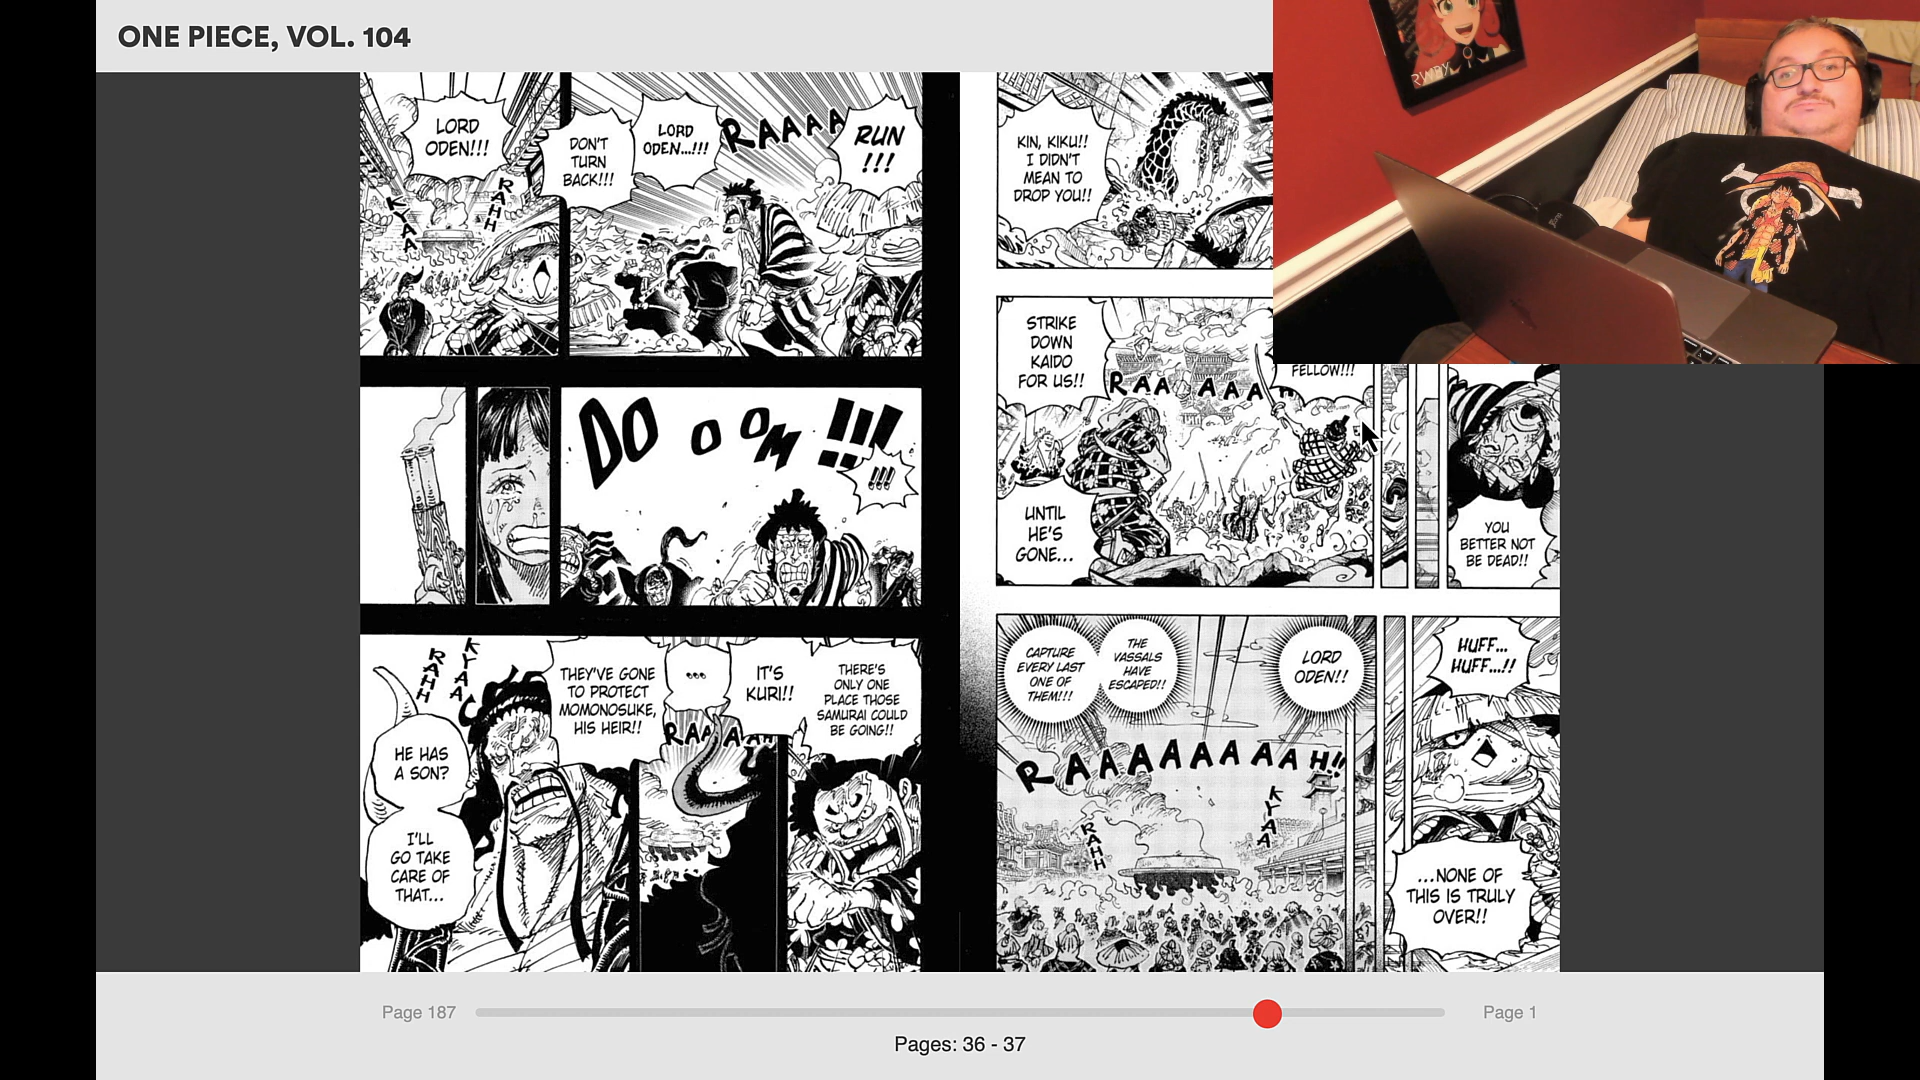 ONE PIECE, VOL. 104
RWBY
KIN, KIKU!!
I DIDN'T
MEAN TO
DROP YOU!!
FELLOW!!!
STRIKE
DOWN
KAIDO
FOR US!!
RAA AAA
UNTIL
HE'S
GONE...
YOU
BETTER NOT
BE DEAD!!
HUFF...
HUFF...!!
...NONE OF
THIS IS TRULY
OVER!!
LORD
ODEN!!
THE
VASSALS
HAVE
ESCAPED!!
CAPTURE
EVERY LAST
ONE OF
THEM!!!
RAAAAAAAAH!!
KYAA
RAHH
RUN
!!!
RAAAA
LORD
ODEN...!!!
DON'T
TURN
BACK!!!
LORD
ODEN!!!
RAHH
KYAA
DOOOM!!!
!!!
THERE'S
ONLY ONE
PLACE THOSE
SAMURAI COULD
BE GOING!!
IT'S
KURI!!
...
RAAAAH
THEY'VE GONE
TO PROTECT
MOMONOSUKE,
HIS HEIR!!
KYAA
RAHH
HE HAS
A SON?
I'LL
GO TAKE
CARE OF
THAT...
Page 187
Page 1
Pages: 36 - 37